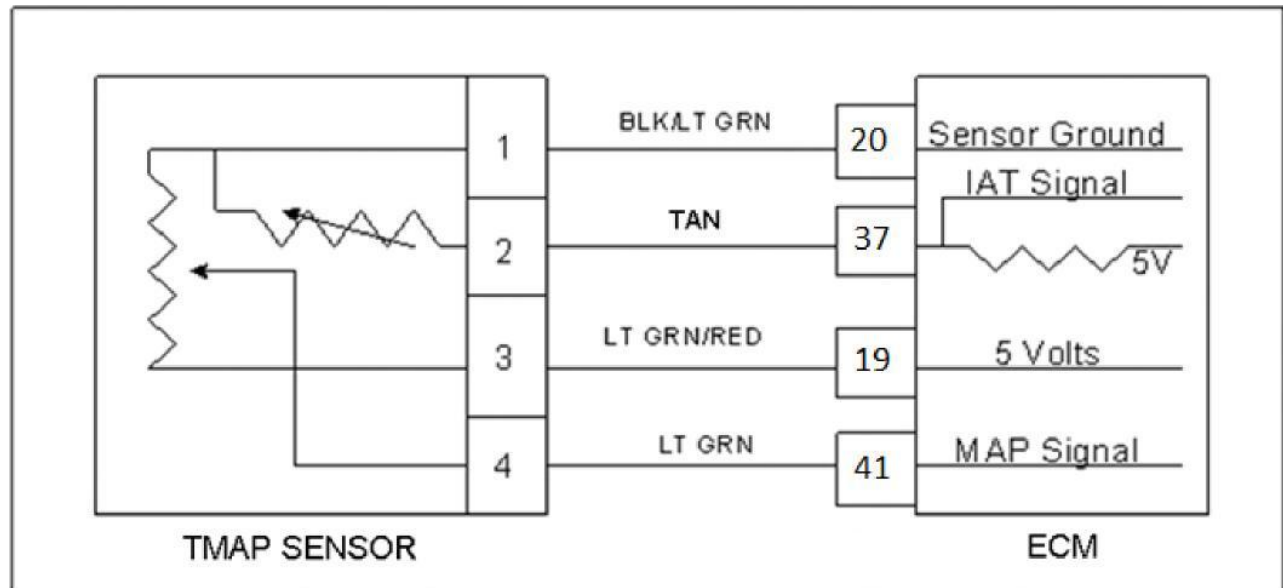 1 BLK/LT GRN 20 Sensor Ground
IAT Signal
2 TAN 37 5V
3 LT GRN/RED 19 5 Volts
4 LT GRN 41 MAP Signal
TMAP SENSOR ECM